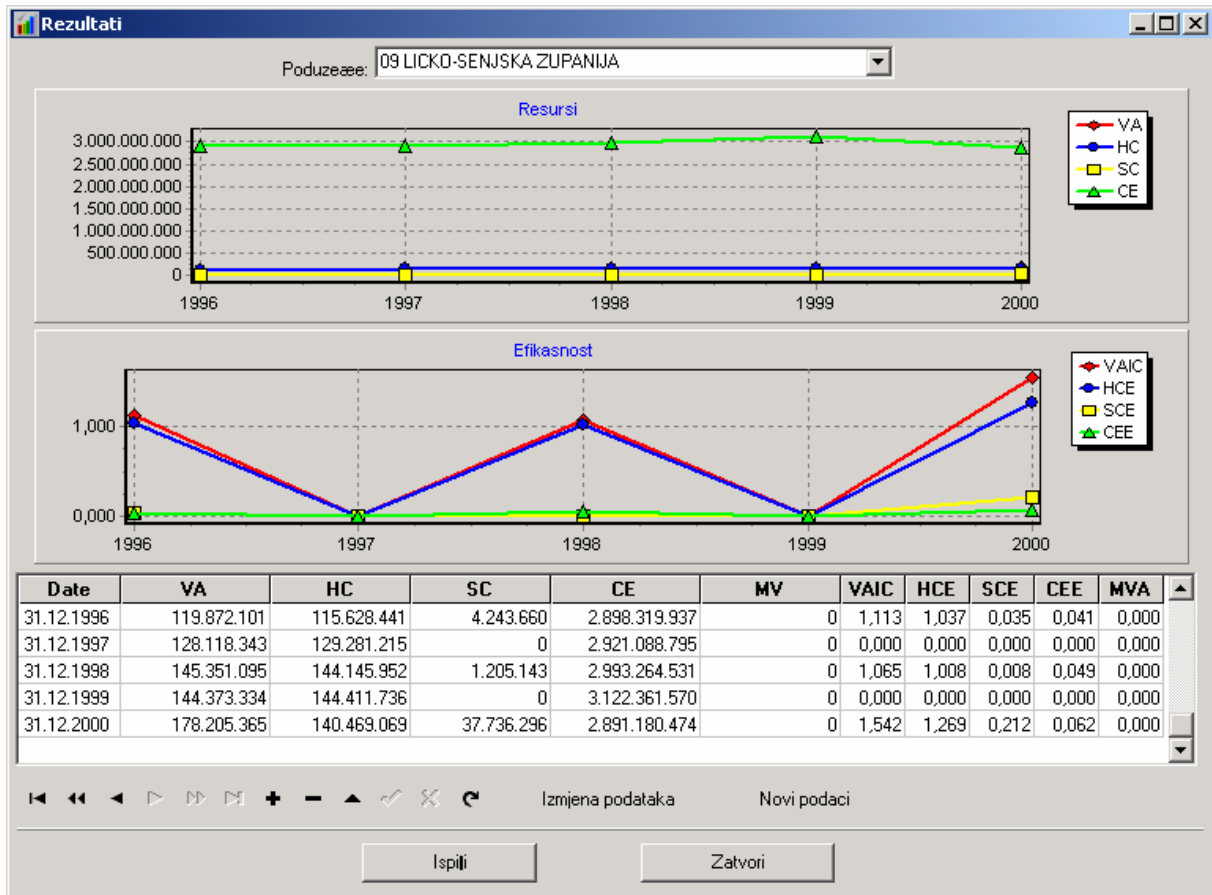 Rezultati
Poduzeæe: 09 LICKO-SENJSKA ZUPANIJA
Resursi
3.000.000.000
2.500.000.000
2.000.000.000
1.500.000.000
1.000.000.000
500.000.000
0
1996 1997 1998 1999 2000
VA
HC
SC
CE
Efikasnost
1,000
0,000
1996 1997 1998 1999 2000
VAIC
HCE
SCE
CEE
Date VA HC SC CE MV VAIC HCE SCE CEE MVA
31.12.1996 119.872.101 115.628.441 4.243.660 2.898.319.937 0 1,113 1,037 0,035 0,041 0,000
31.12.1997 128.118.343 129.281.215 0 2.921.088.795 0 0,000 0,000 0,000 0,000 0,000
31.12.1998 145.351.095 144.145.952 1.205.143 2.993.264.531 0 1,065 1,008 0,008 0,049 0,000
31.12.1999 144.373.334 144.411.736 0 3.122.361.570 0 0,000 0,000 0,000 0,000 0,000
31.12.2000 178.205.365 140.469.069 37.736.296 2.891.180.474 0 1,542 1,269 0,212 0,062 0,000
Izmjena podataka Novi podaci
Ispiši Zatvori